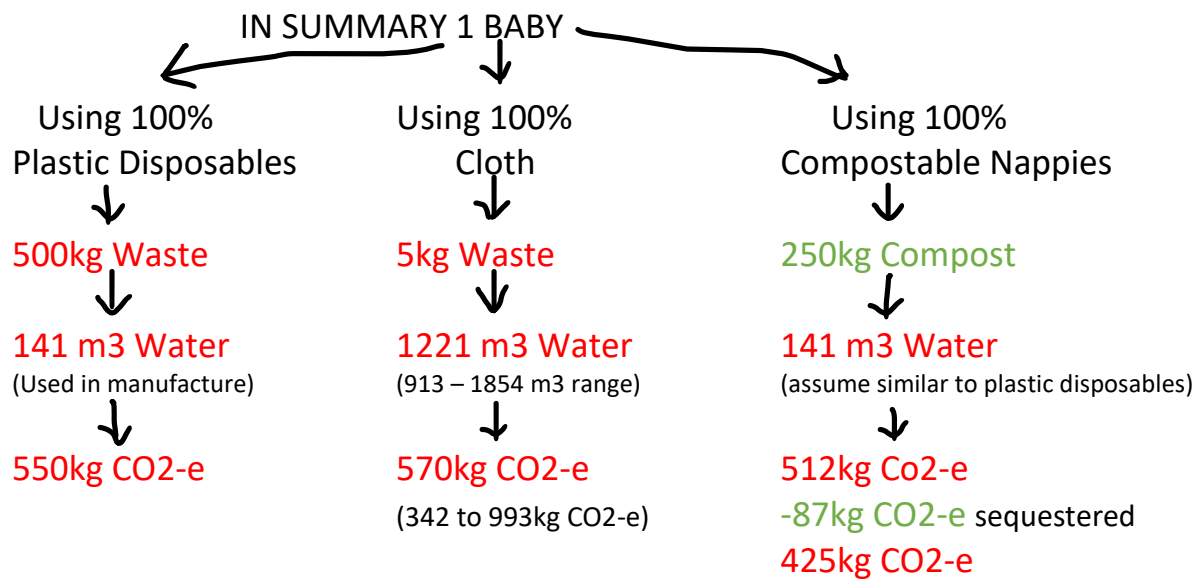 IN SUMMARY 1 BABY
Using 100%
Plastic Disposables
500kg Waste
141 m3 Water
(Used in manufacture)
550kg CO2-e
Using 100%
Cloth
5kg Waste
1221 m3 Water
(913 – 1854 m3 range)
570kg CO2-e
(342 to 993kg CO2-e)
Using 100%
Compostable Nappies
250kg Compost
141 m3 Water
(assume similar to plastic disposables)
512kg Co2-e
-87kg CO2-e sequestered
425kg CO2-e